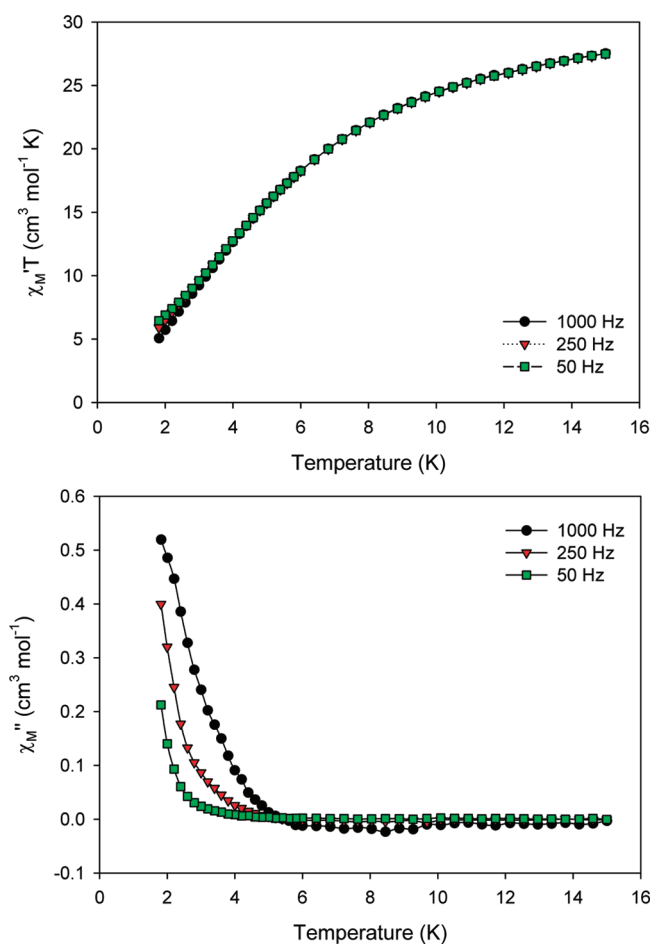 30
25
20
15
10
5
0
χM'T (cm³ mol⁻¹ K)
1000 Hz
250 Hz
50 Hz
0 2 4 6 8 10 12 14 16
Temperature (K)
0.6
0.5
0.4
0.3
0.2
0.1
0.0
-0.1
χM'' (cm³ mol⁻¹)
1000 Hz
250 Hz
50 Hz
0 2 4 6 8 10 12 14 16
Temperature (K)